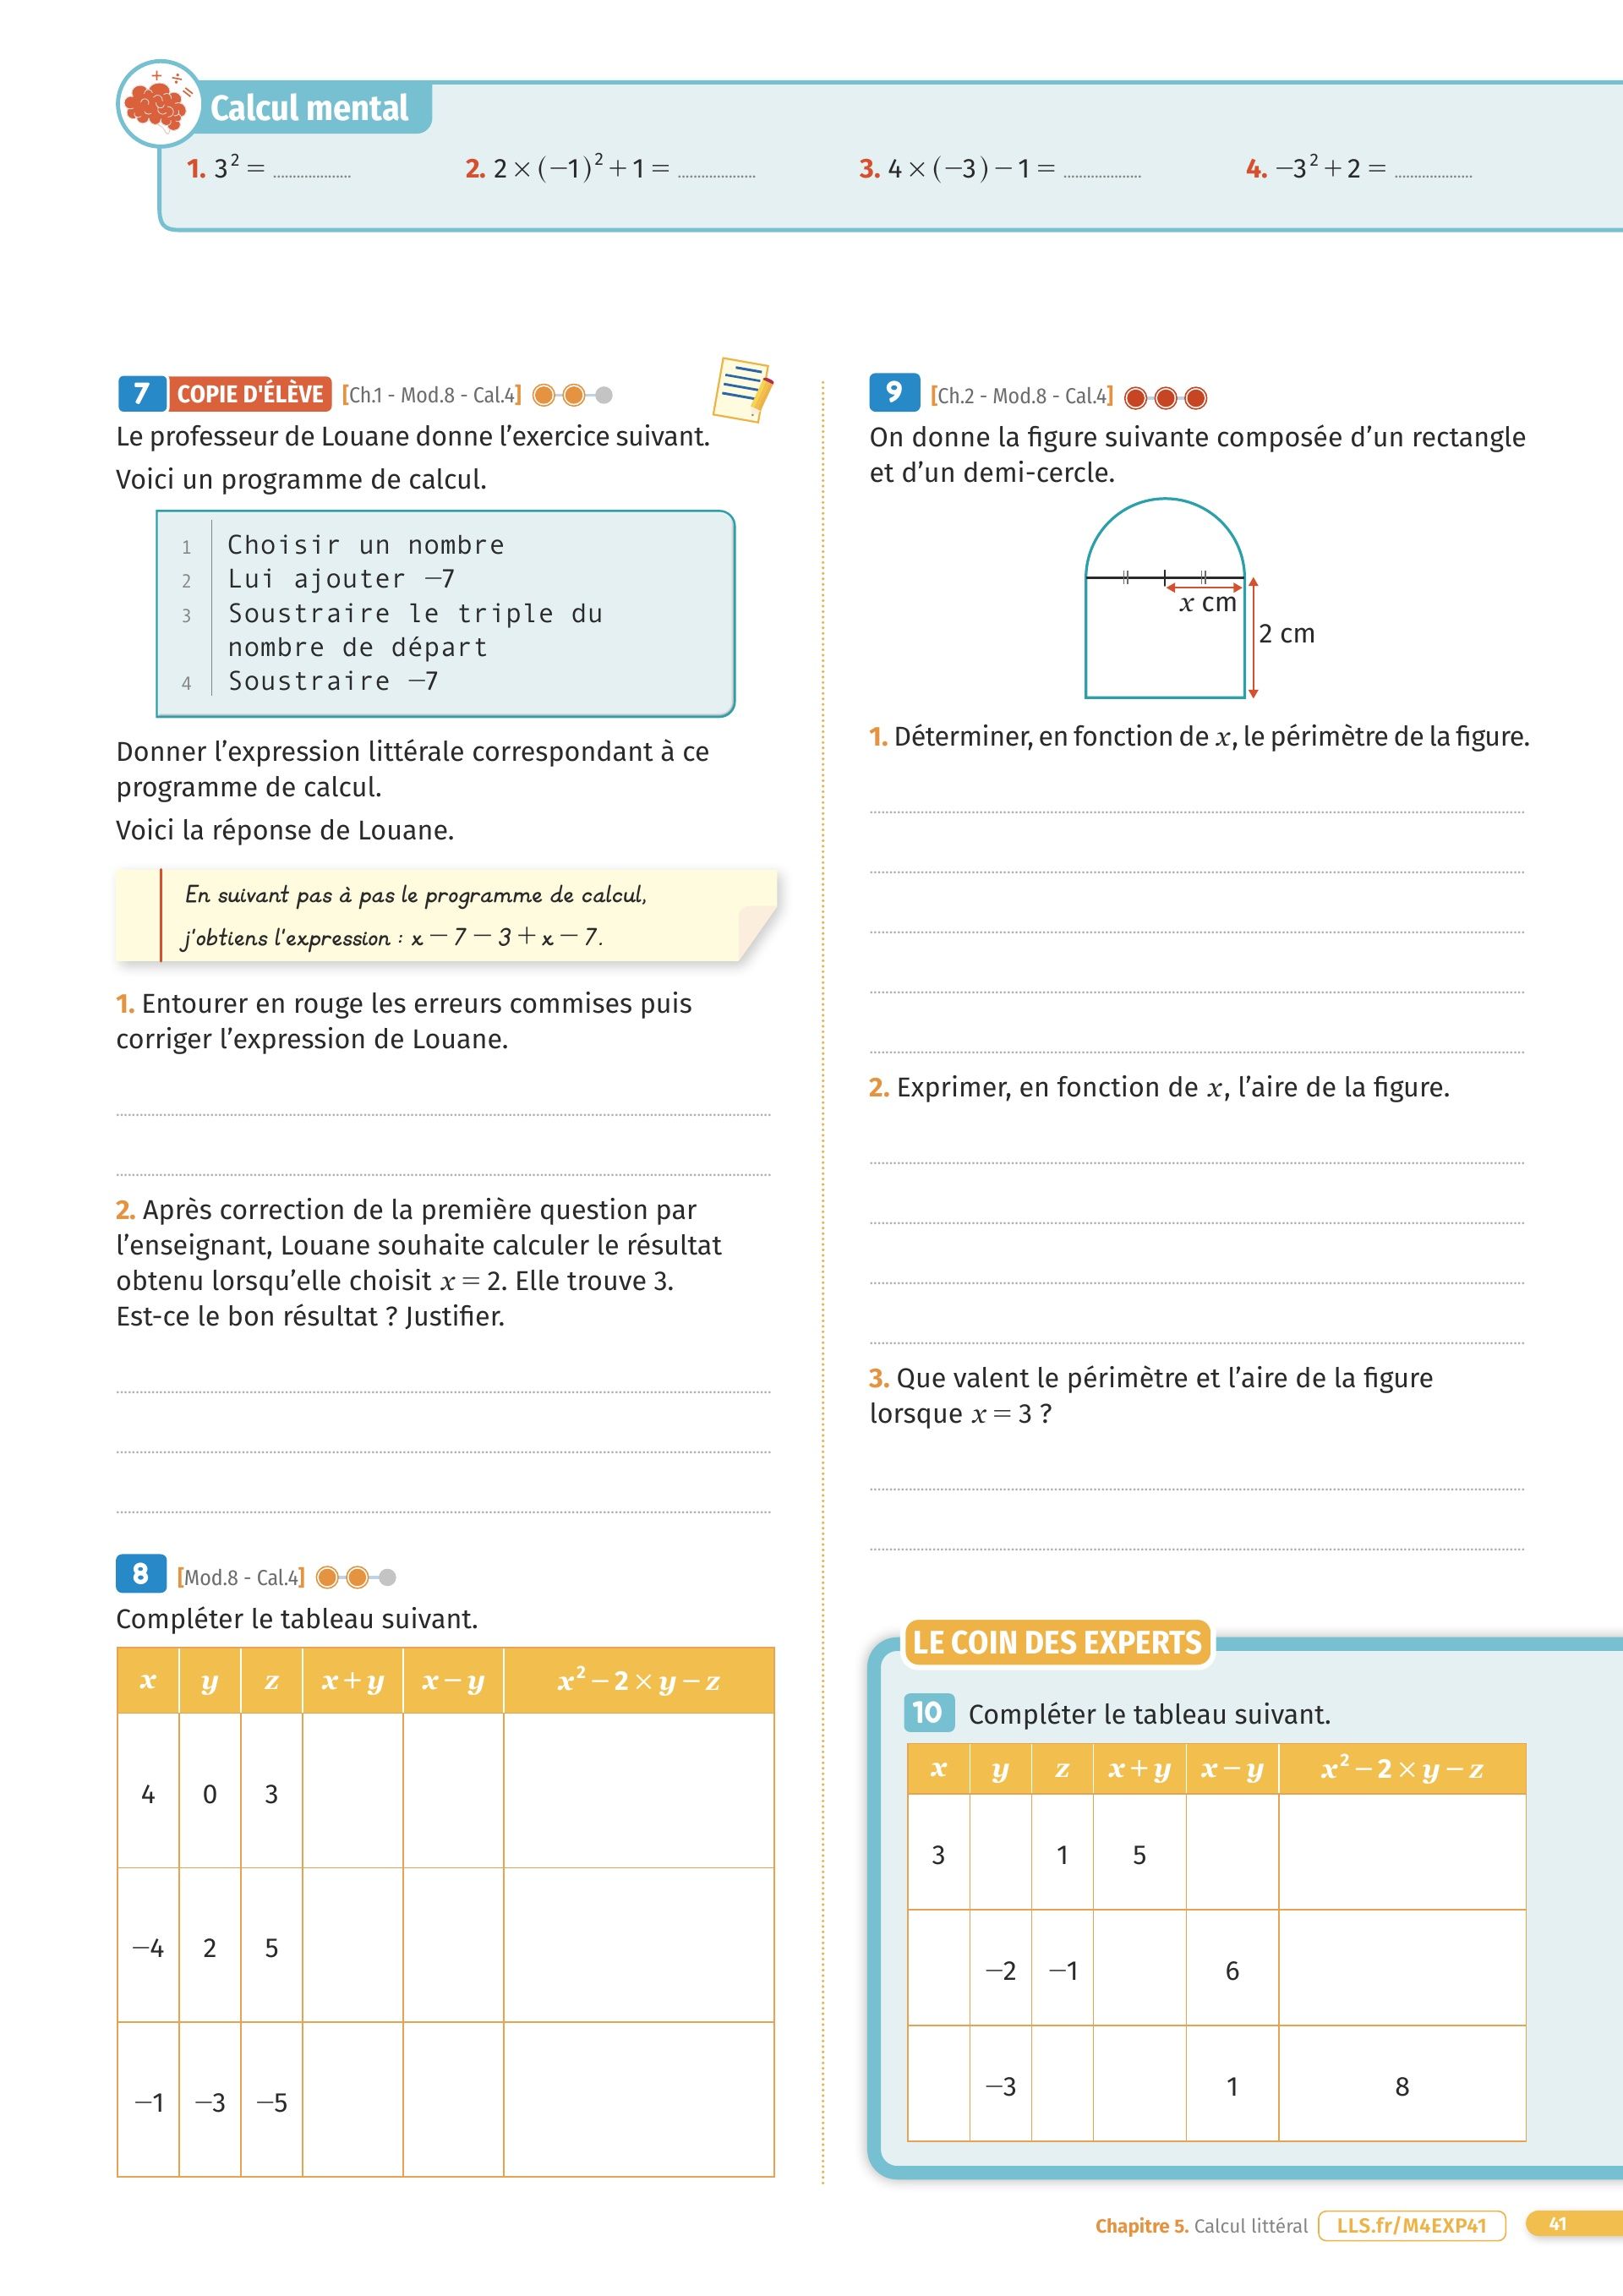 Calcul mental
1. 3² = ....................
2. 2 × (−1)² + 1 = ....................
3. 4 × (−3) − 1 = ....................
4. −3² + 2 = ....................
7 COPIE D'ÉLÈVE [Ch.1 - Mod.8 - Cal.4]
Le professeur de Louane donne l’exercice suivant.
Voici un programme de calcul.
1 Choisir un nombre
2 Lui ajouter −7
3 Soustraire le triple du
nombre de départ
4 Soustraire −7
Donner l’expression littérale correspondant à ce
programme de calcul.
Voici la réponse de Louane.
En suivant pas à pas le programme de calcul,
j’obtiens l’expression : x − 7 − 3 + x − 7.
1. Entourer en rouge les erreurs commises puis
corriger l’expression de Louane.
2. Après correction de la première question par
l’enseignant, Louane souhaite calculer le résultat
obtenu lorsqu’elle choisit x = 2. Elle trouve 3.
Est-ce le bon résultat ? Justifier.
8 [Mod.8 - Cal.4]
Compléter le tableau suivant.
x y z x + y x − y x² − 2 × y − z
4 0 3
−4 2 5
−1 −3 −5
9 [Ch.2 - Mod.8 - Cal.4]
On donne la figure suivante composée d’un rectangle
et d’un demi-cercle.
x cm
2 cm
1. Déterminer, en fonction de x, le périmètre de la figure.
2. Exprimer, en fonction de x, l’aire de la figure.
3. Que valent le périmètre et l’aire de la figure
lorsque x = 3 ?
LE COIN DES EXPERTS
10 Compléter le tableau suivant.
x y z x + y x − y x² − 2 × y − z
3 1 5
−2 −1 6
−3 1 8
Chapitre 5. Calcul littéral LLS.fr/M4EXP41 41